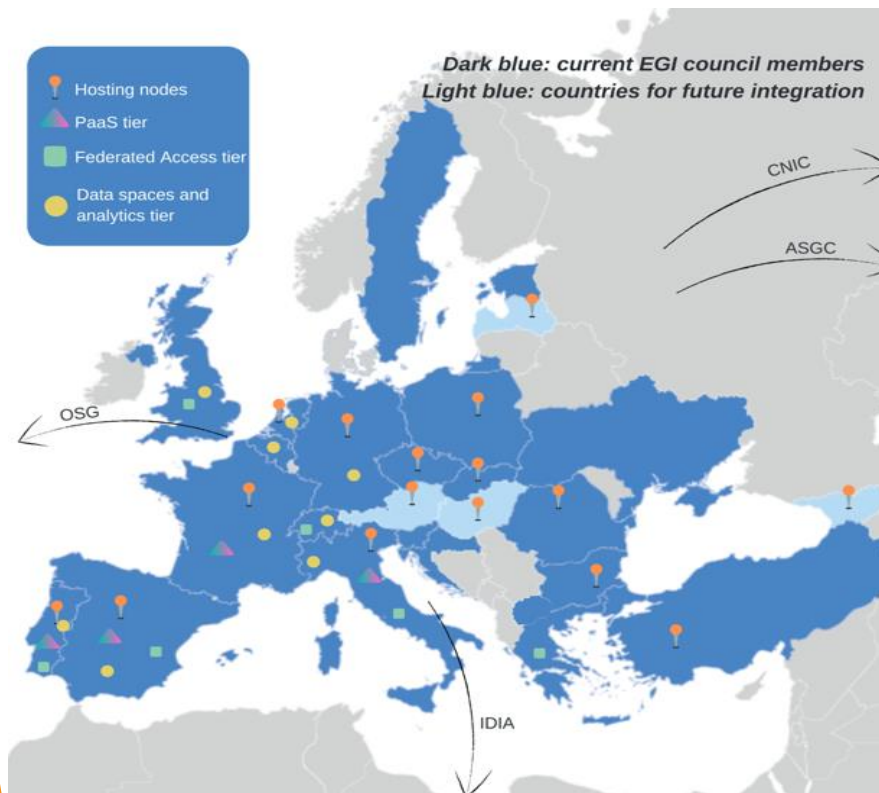 Dark blue: current EGI council members
Light blue: countries for future integration
Hosting nodes
PaaS tier
Federated Access tier
Data spaces and
analytics tier
CNIC
ASGC
OSG
IDIA